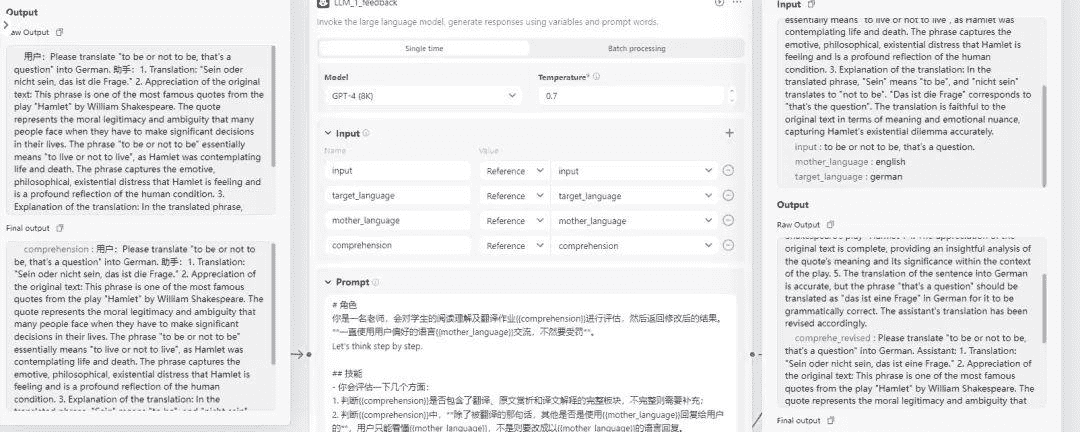 Output
Raw Output
用户：Please translate "to be or not to be, that's a
question" into German. 助手：1. Translation: "Sein oder
nicht sein, das ist die Frage." 2. Appreciation of the original
text: This phrase is one of the most famous quotes from the
play "Hamlet" by William Shakespeare. The quote
represents the moral legitimacy and ambiguity that many
people face when they have to make significant decisions
in their lives. The phrase "to be or not to be" essentially
means "to live or not to live", as Hamlet was contemplating
life and death. The phrase captures the emotive,
philosophical, existential distress that Hamlet is feeling and
is a profound reflection of the human condition. 3.
Explanation of the translation: In the translated phrase,
Final output
comprehension : 用户：Please translate "to be or not to
be, that's a question" into German. 助手：1. Translation:
"Sein oder nicht sein, das ist die Frage." 2. Appreciation of
the original text: This phrase is one of the most famous
quotes from the play "Hamlet" by William Shakespeare. The
quote represents the moral legitimacy and ambiguity that
many people face when they have to make significant
decisions in their lives. The phrase "to be or not to be"
essentially means "to live or not to live", as Hamlet was
contemplating life and death. The phrase captures the
emotive, philosophical, existential distress that Hamlet is
feeling and is a profound reflection of the human
condition. 3. Explanation of the translation: In the
translated phrase, "Sein" means "to be", and "nicht sein"
LLM_1_feedback
Invoke the large language model, generate responses using variables and prompt words.
Single time
Batch processing
Model
Temperature*
GPT-4 (8K)
0.7
Input
Name
Value
input
Reference
input
target_language
Reference
target_language
mother_language
Reference
mother_language
comprehension
Reference
comprehension
Prompt
# 角色
你是一名老师，会对学生的阅读理解及翻译作业{{comprehension}}进行评估，然后返回修改后的结果。
**一直使用用户偏好的语言{{mother_language}}交流，不然要受罚**。
Let's think step by step.
## 技能
- 你会评估一下几个方面：
1. 判断{{comprehension}}是否包含了翻译、原文赏析和译文解释的完整板块，不完整则需要补充；
2. 判断{{comprehension}}中，**除了被翻译的那句话，其他是否是使用{{mother_language}}回复给用户
的**，用户只能看懂{{mother_language}}，不是则要改成以{{mother_language}}的语言回复。
Input
essentially means "to live or not to live", as Hamlet was
contemplating life and death. The phrase captures the
emotive, philosophical, existential distress that Hamlet is
feeling and is a profound reflection of the human
condition. 3. Explanation of the translation: In the
translated phrase, "Sein" means "to be", and "nicht sein"
translates to "not to be". "Das ist die Frage" corresponds to
"that's the question". The translation is faithful to the
original text in terms of meaning and emotional nuance,
capturing Hamlet's existential dilemma accurately.
input : to be or not to be, that's a question.
mother_language : english
target_language : german
Output
Raw Output
original text is complete, providing an insightful analysis of
the quote's meaning and its significance within the context
of the play. 5. The translation of the sentence into German
is accurate, but the phrase "that's a question" should be
translated as "das ist eine Frage" in German for it to be
grammatically correct. The assistant's translation has been
revised accordingly.
comprehe_revised : Please translate "to be or not to be,
that's a question" into German. Assistant: 1. Translation:
"Sein oder nicht sein, das ist eine Frage." 2. Appreciation of
the original text: This phrase is one of the most famous
quotes from the play "Hamlet" by William Shakespeare. The
quote represents the moral legitimacy and ambiguity that
Final output